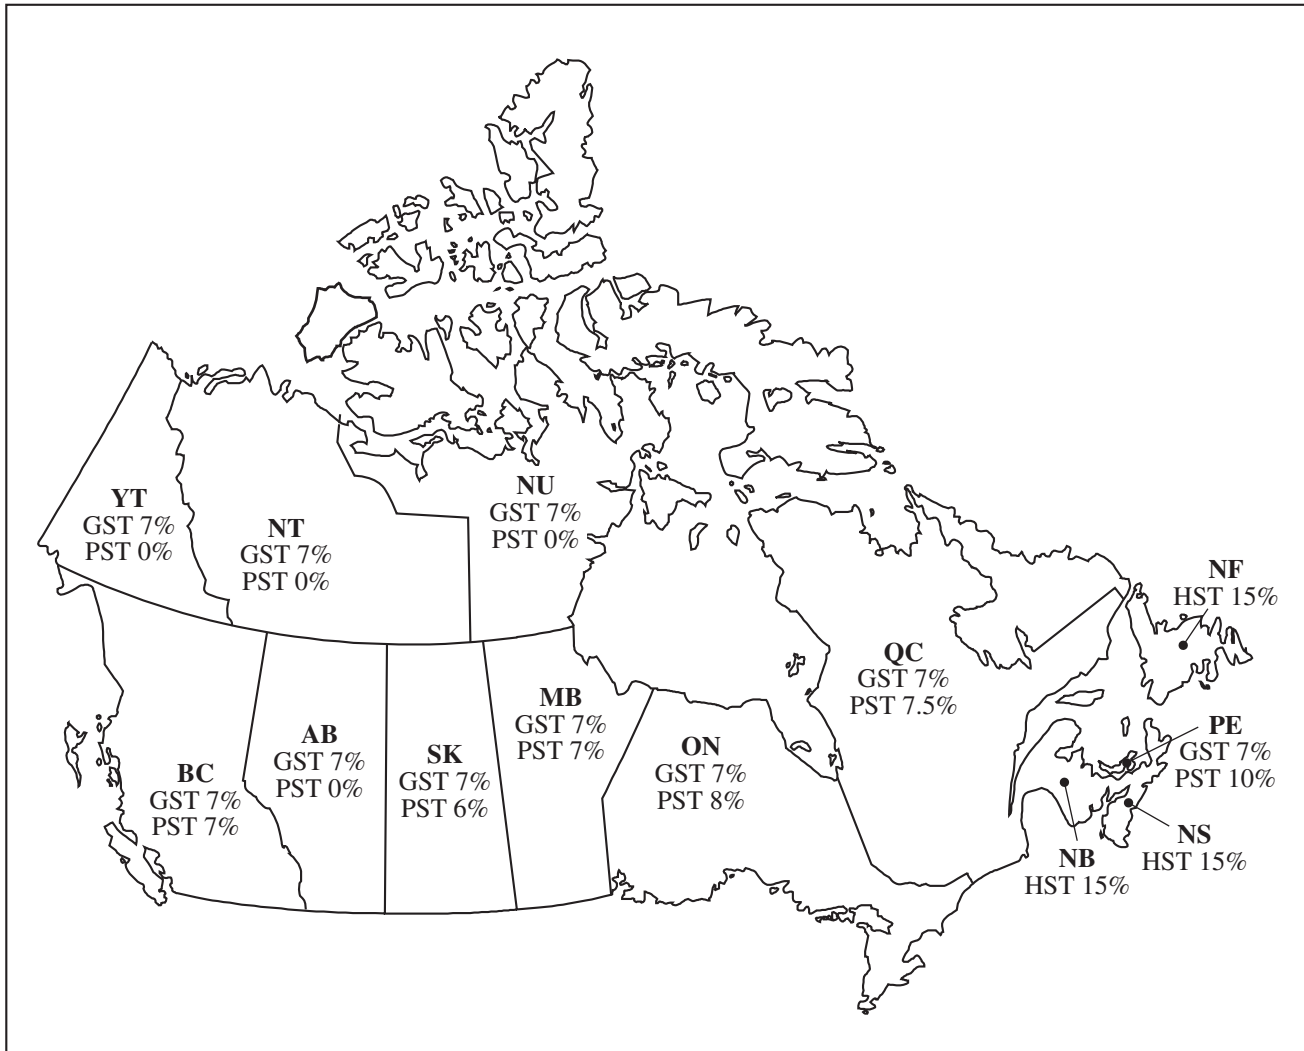 YT
GST 7%
PST 0%
NT
GST 7%
PST 0%
NU
GST 7%
PST 0%
BC
GST 7%
PST 7%
AB
GST 7%
PST 0%
SK
GST 7%
PST 6%
MB
GST 7%
PST 7%
ON
GST 7%
PST 8%
QC
GST 7%
PST 7.5%
NF
HST 15%
PE
GST 7%
PST 10%
NS
HST 15%
NB
HST 15%